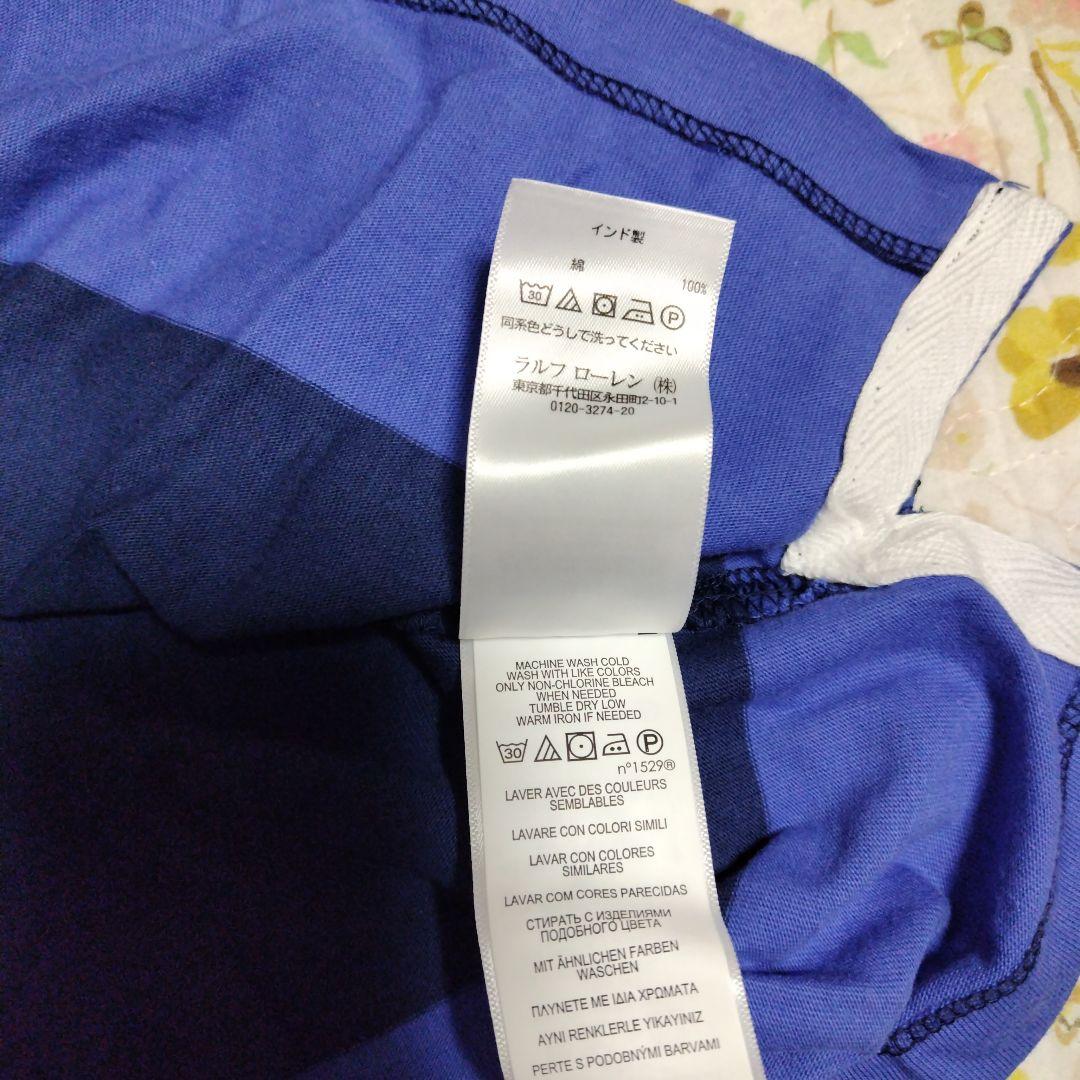 インド製
綿 100%
30 P
同系色どうしで洗ってください
ラルフ ローレン (株)
東京都千代田区永田町2-10-1
0120-3274-20
MACHINE WASH COLD
WASH WITH LIKE COLORS
ONLY NON-CHLORINE BLEACH
WHEN NEEDED
TUMBLE DRY LOW
WARM IRON IF NEEDED
30 P
n°1529®
LAVER AVEC DES COULEURS
SEMBLABLES
LAVARE CON COLORI SIMILI
LAVAR CON COLORES
SIMILARES
LAVAR COM CORES PARECIDAS
СТИРАТЬ С ИЗДЕЛИЯМИ
ПОДОБНОГО ЦВЕТА
MIT ÄHNLICHEN FARBEN
WASCHEN
ΠΛΥΝΕΤΕ ΜΕ ΙΔΙΑ ΧΡΩΜΑΤΑ
AYNI RENKLERLE YIKAYINIZ
PERTE S PODOBNÝMI BARVAMI